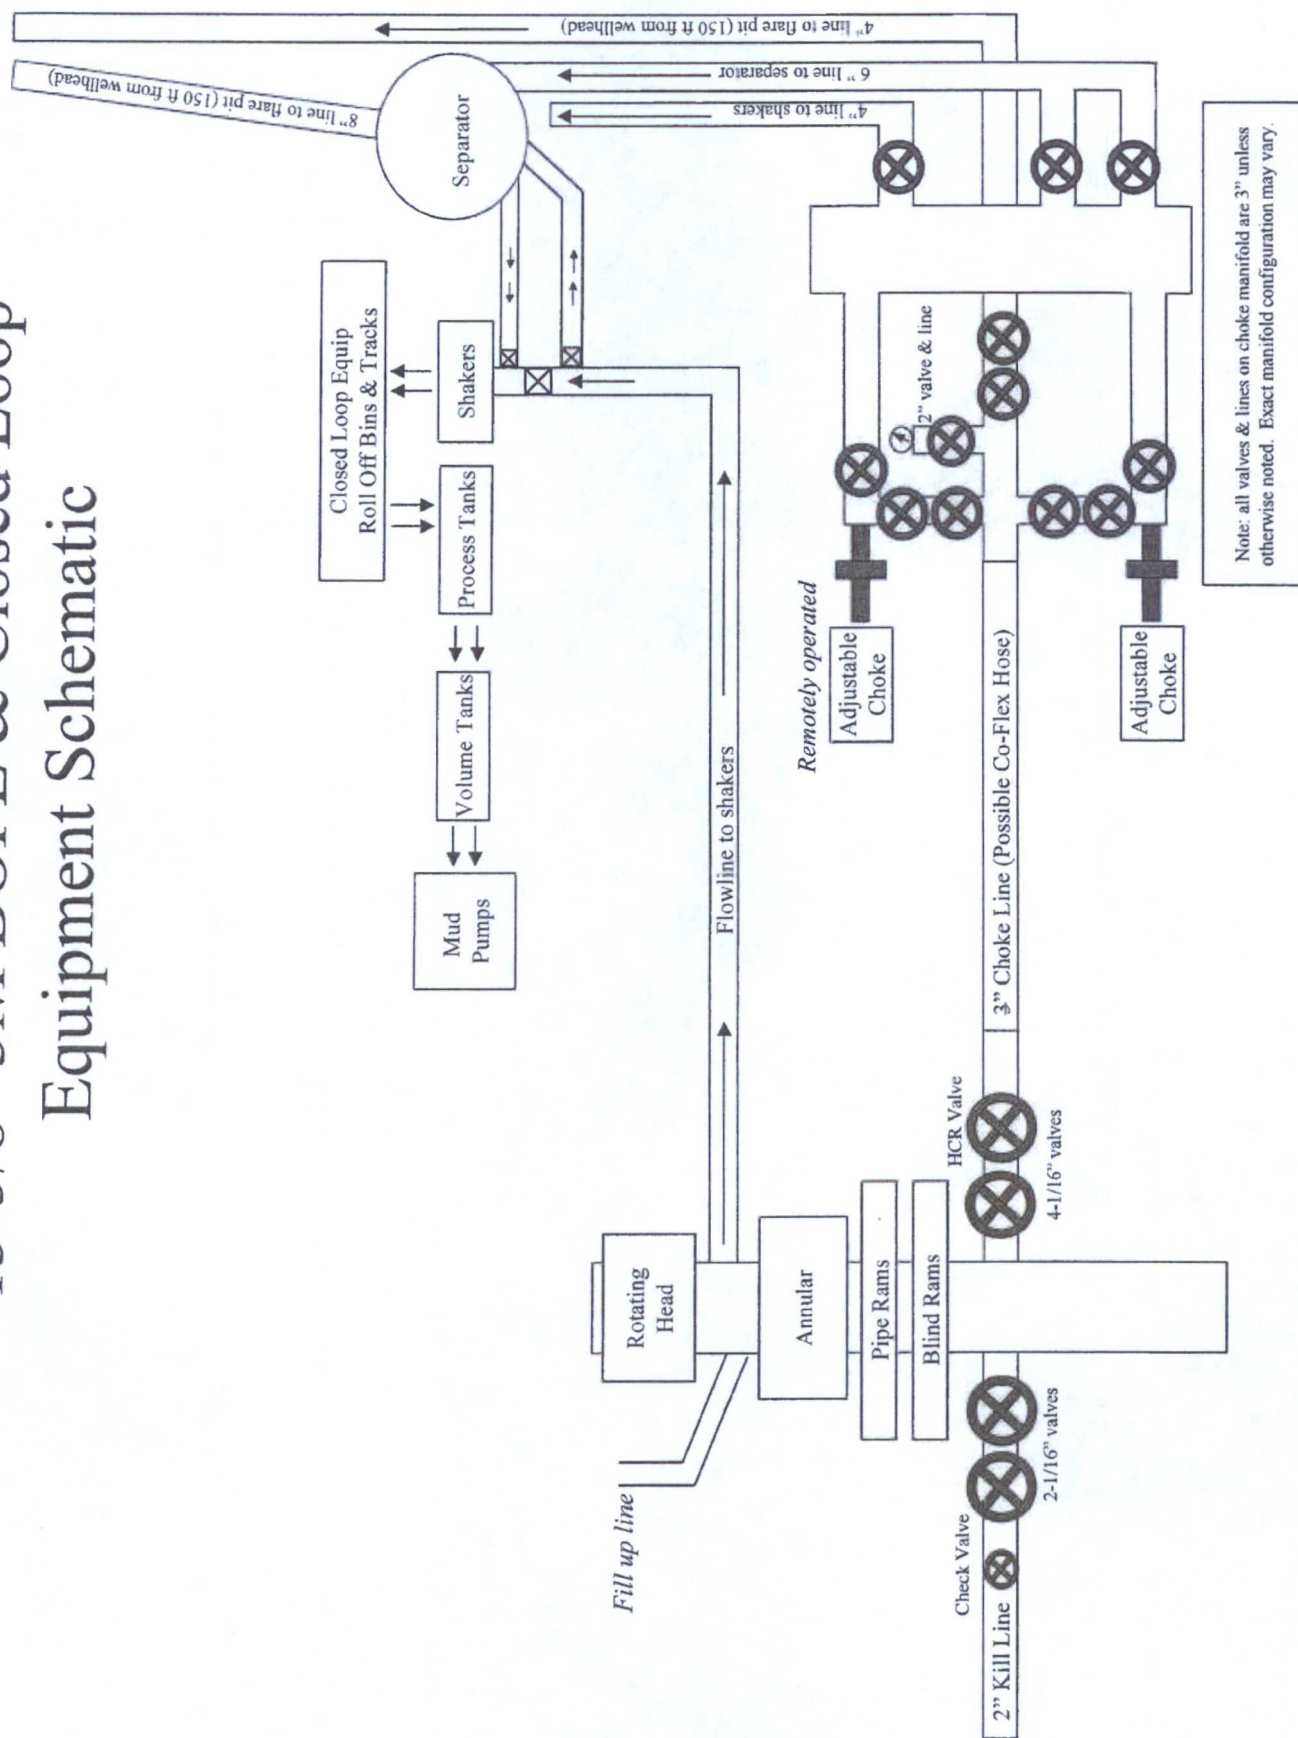 BOPE & Closed Loop
Equipment Schematic
4" line to flare pit (150 ft from wellhead)
8" line to flare pit (150 ft from wellhead)
6" line to separator
4" line to shakers
Separator
Closed Loop Equip
Roll Off Bins & Tracks
Shakers
Process Tanks
Volume Tanks
Mud
Pumps
Flowline to shakers
Fill up line
Rotating
Head
Annular
Pipe Rams
Blind Rams
Remotely operated
Adjustable
Choke
2" valve & line
HCR Valve
3" Choke Line (Possible Co-Flex Hose)
4-1/16" valves
Check Valve
2" Kill Line
2-1/16" valves
Adjustable
Choke
Note: all valves & lines on choke manifold are 3" unless
otherwise noted. Exact manifold configuration may vary.